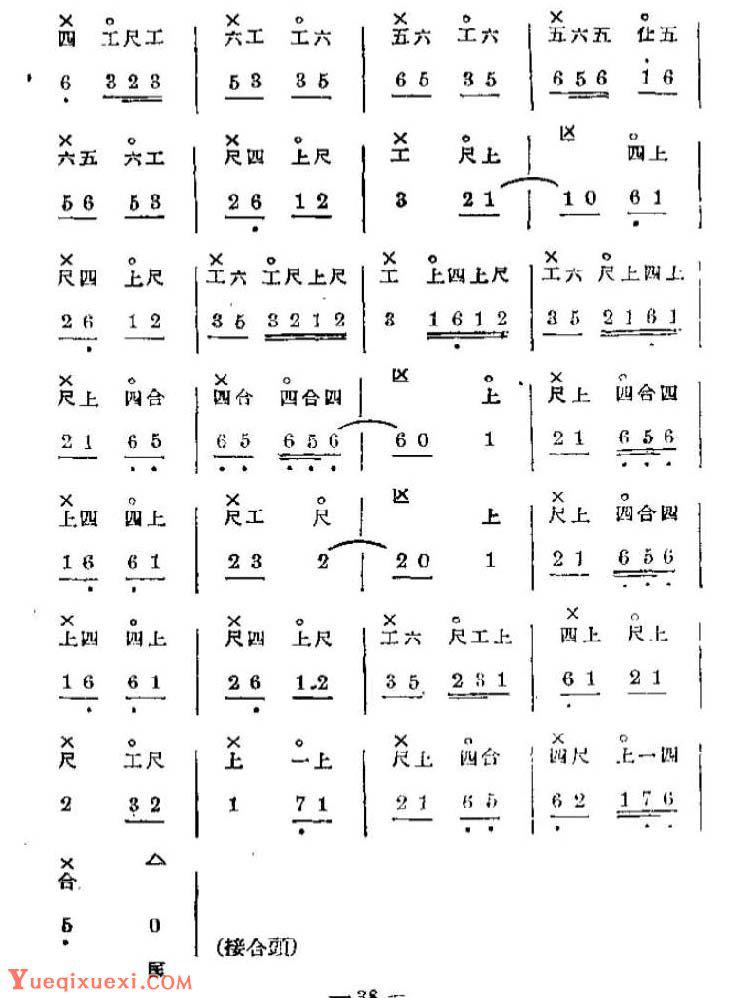 × ○ × ○ × ○ × ○
四 工尺工 六工 工六 五六 工六 五六五 仩五
6 323 | 53 35 | 65 35 | 656 16 |
× ○ × ○ × ○ 区 ○
六五 六工 尺四 上尺 工 尺上 四上
56 53 | 26 12 | 3 21 | 10 61 |
× ○ × ○ × ○ × ○
尺四 上尺 工六 工尺上尺 工 上四上尺 工六 尺上四上
26 12 | 35 3212 | 3 1612 | 35 2161 |
× ○ × ○ 区 × ○
尺上 四合 四合 四合四 上 尺上 四合四
21 65 | 65 656 | 60 1 | 21 656 |
× ○ × ○ 区 × ○
上四 四上 尺工 尺 上 尺上 四合四
16 61 | 23 2 | 20 1 | 21 656 |
× ○ × ○ × ○ × ○
上四 四上 尺四 上尺 工六 尺工上 四上 尺上
16 61 | 26 12 | 35 231 | 61 21 |
× ○ × ○ × ○ × ○
尺 工尺 上 一上 尺上 四合 四尺 上一四
2 32 | 1 71 | 21 65 | 62 176 |
× △
合
5 0 |
(接合頭)
Yueqixuexi.com
— 38 —